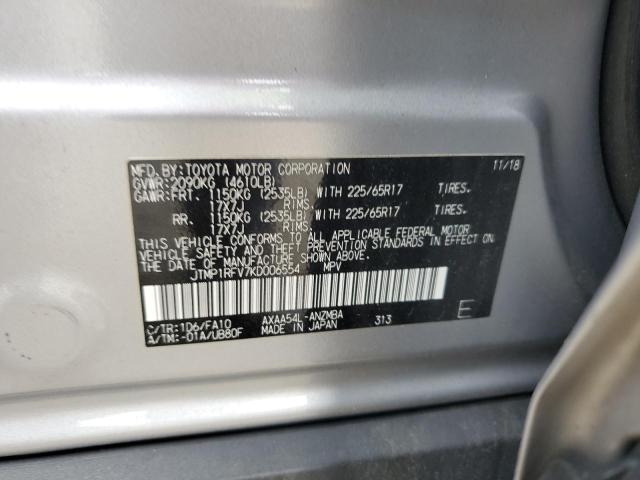 MFD.BY:TOYOTA MOTOR CORPORATION 11/18
GVWR:2090KG (4610LB)
GAWR:FRT. 1150KG (2535LB) WITH 225/65R17 TIRES.
17X7J RIMS.
RR. 1150KG (2535LB) WITH 225/65R17 TIRES.
17X7J RIMS.
THIS VEHICLE CONFORMS TO ALL APPLICABLE FEDERAL MOTOR
VEHICLE SAFETY AND THEFT PREVENTION STANDARDS IN EFFECT ON
THE DATE OF MANUFACTURE SHOWN ABOVE.
JTMP1RFV7KD006554 MPV
C/TR:1D6/FA10 AXAA54L-ANZMBA 313 E
A/TM:-01A/UB80F MADE IN JAPAN